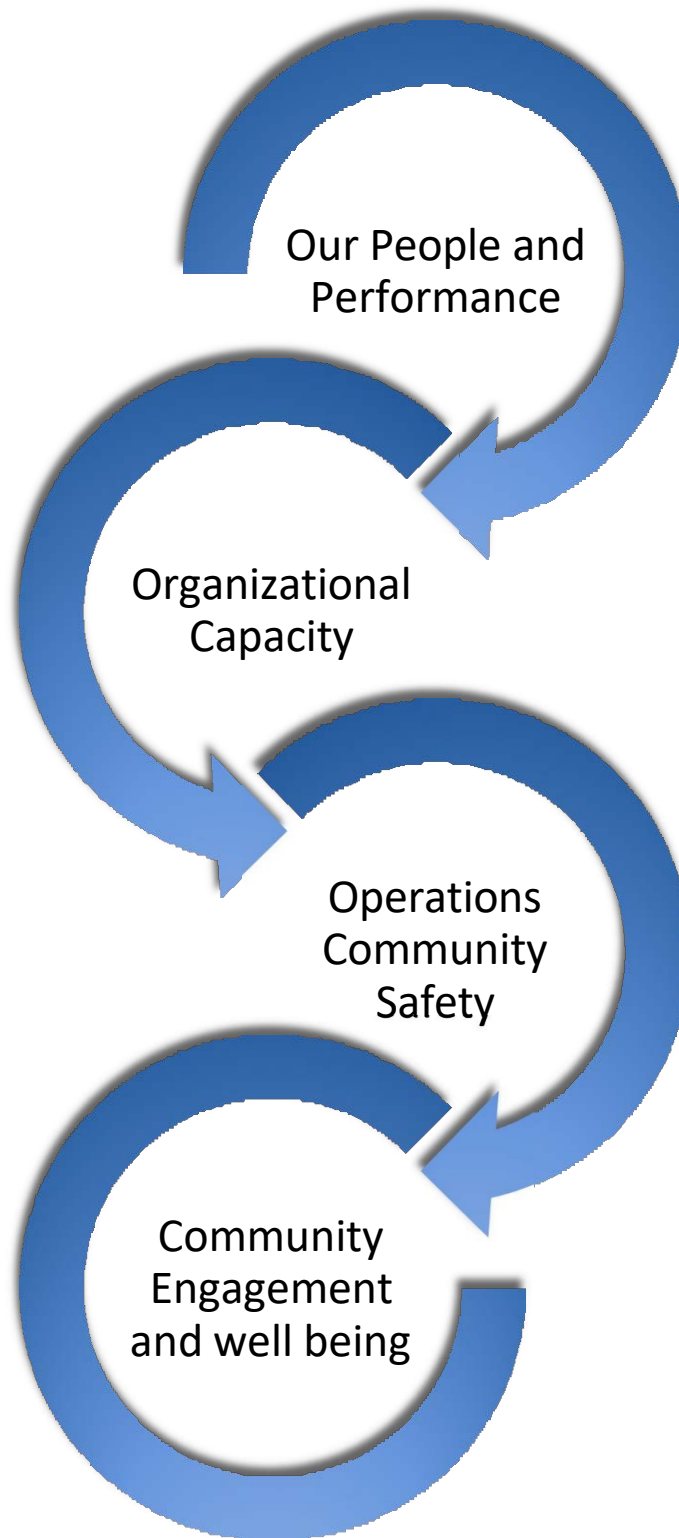 Our People and
Performance
Organizational
Capacity
Operations
Community
Safety
Community
Engagement
and well being